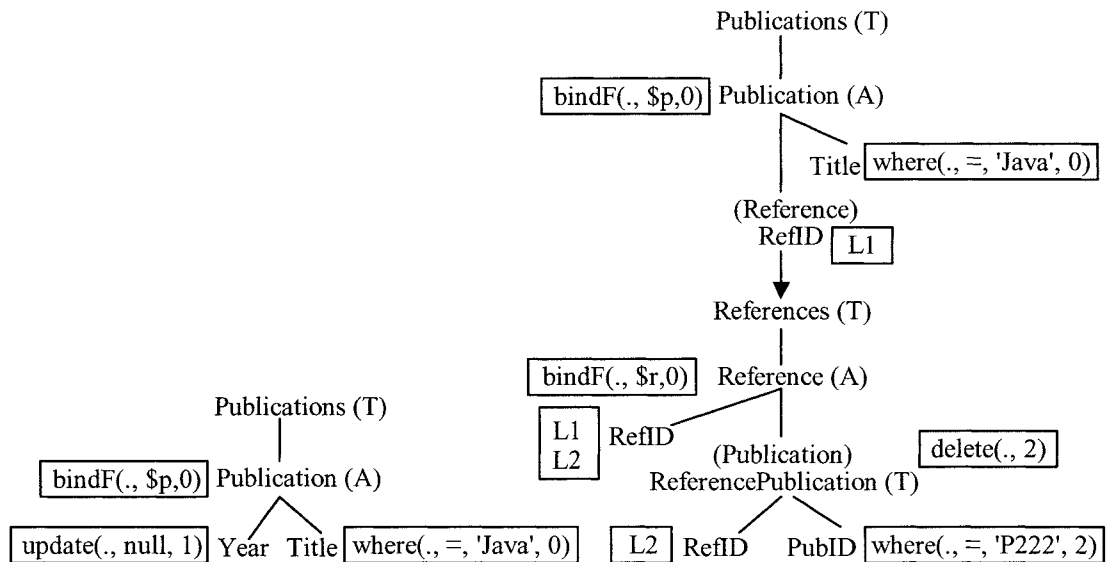 Publications (T)
bindF(., $p,0) Publication (A)
Title where(., =, 'Java', 0)
(Reference)
RefID L1
References (T)
bindF(., $r,0) Reference (A)
L1
L2
RefID
(Publication)
ReferencePublication (T)
delete(., 2)
L2 RefID PubID where(., =, 'P222', 2)
Publications (T)
bindF(., $p,0) Publication (A)
update(., null, 1) Year Title where(., =, 'Java', 0)